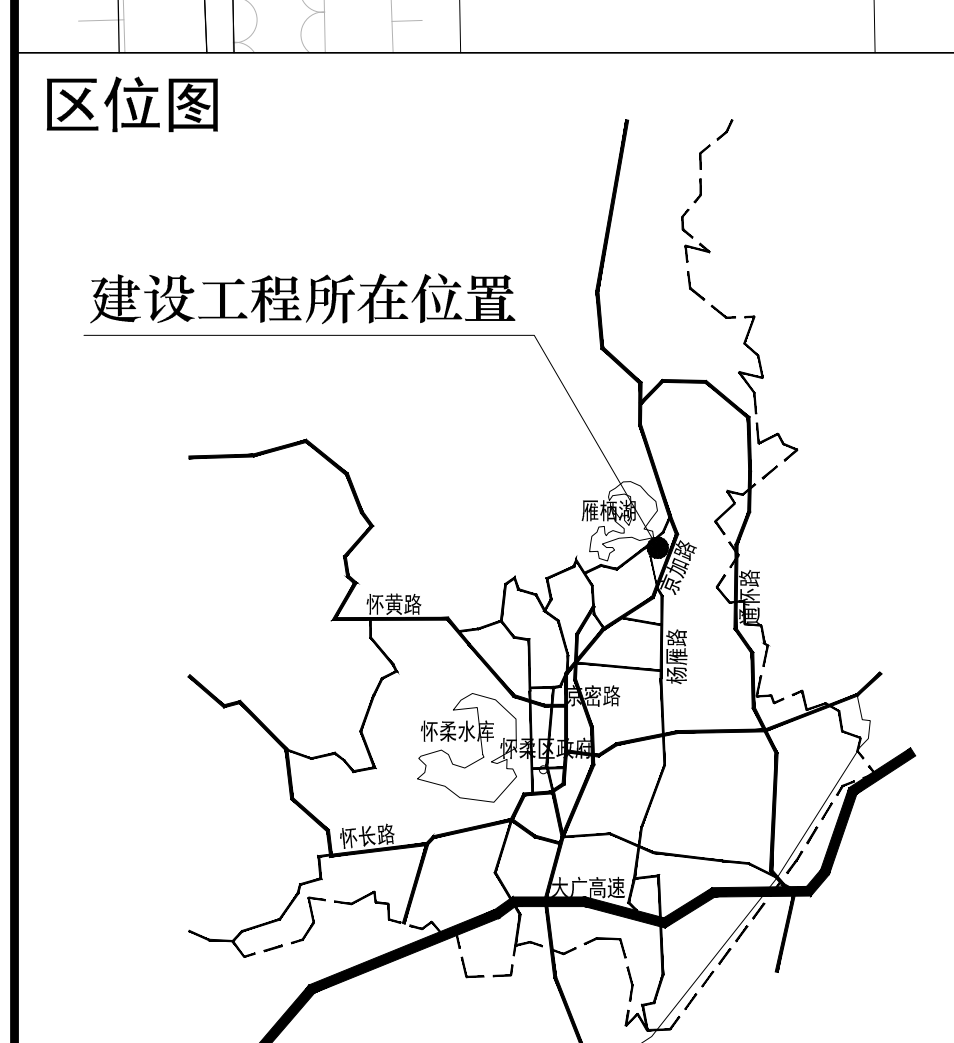 区位图
建设工程所在位置
雁栖湖
京加路
通怀路
怀黄路
杨雁路
京密路
怀柔水库
怀柔区政府
怀长路
大广高速